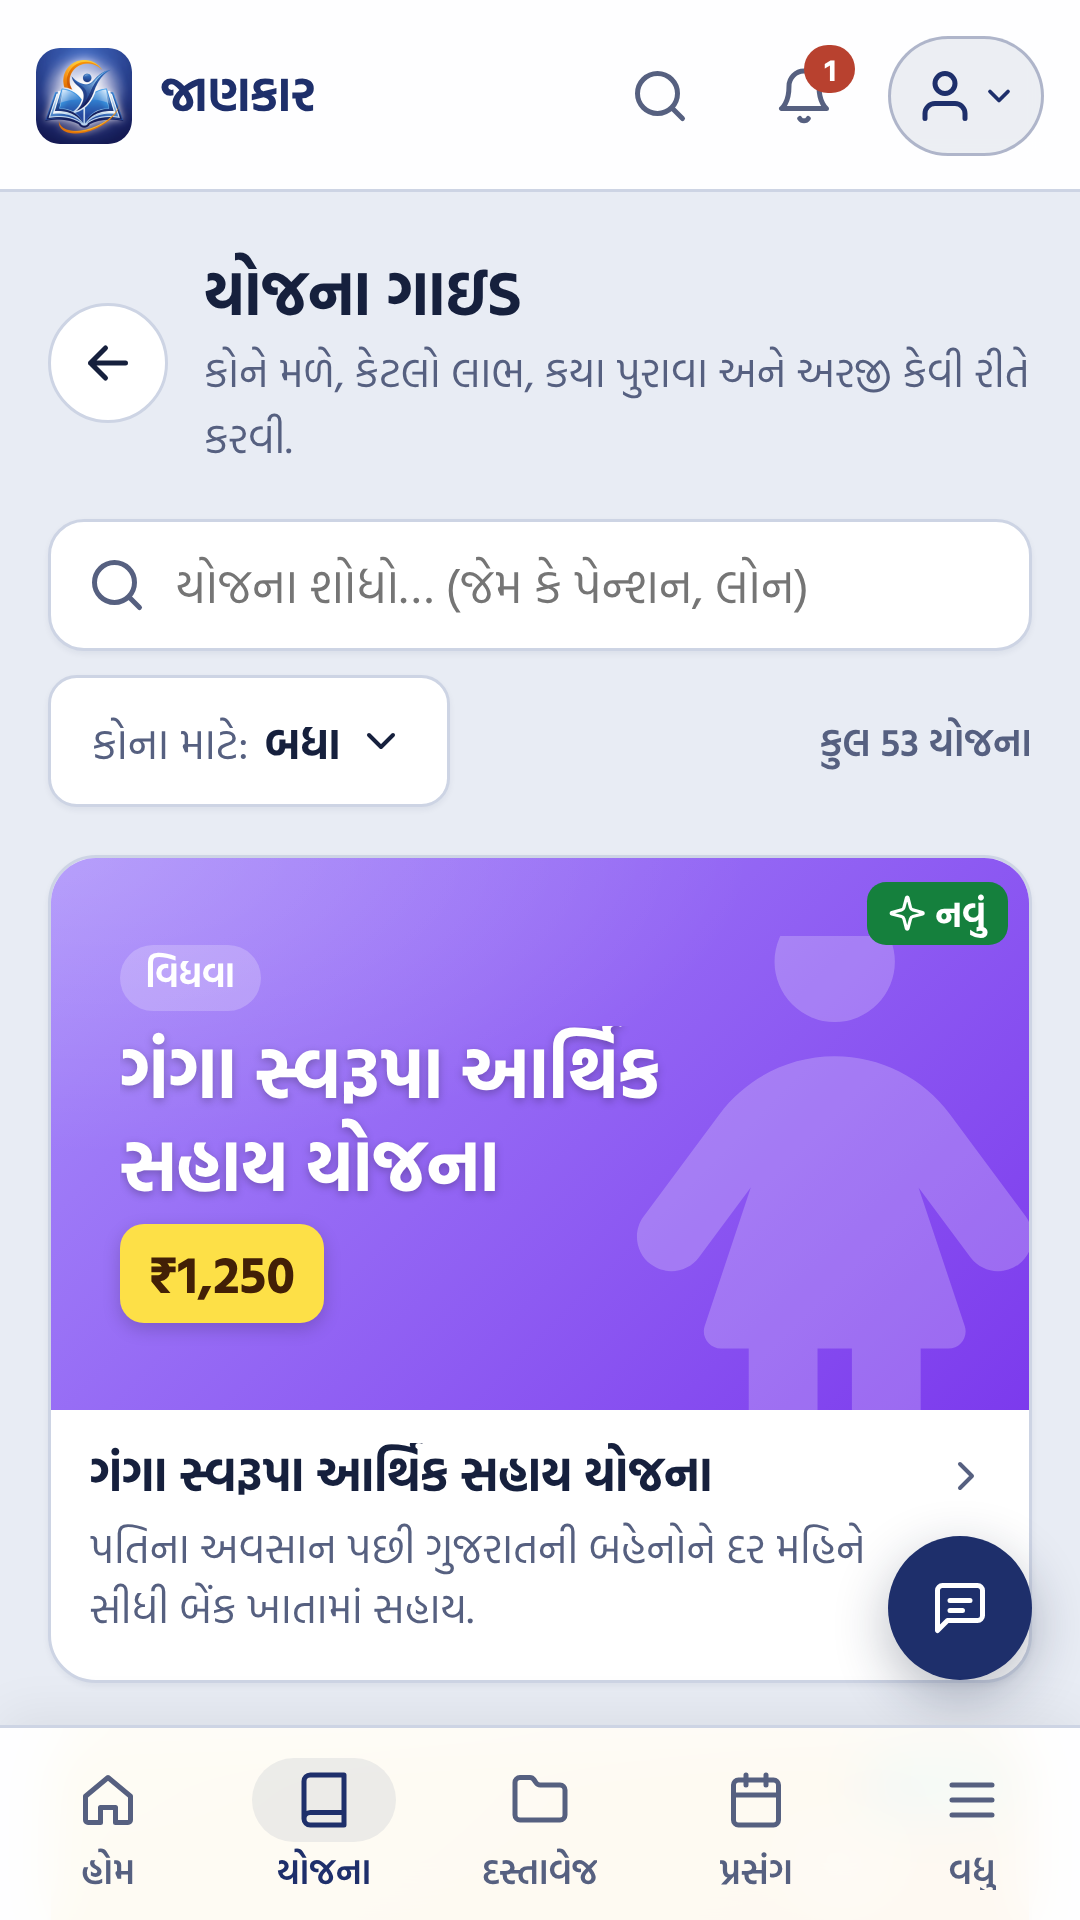 જાણકાર
1
યોજના ગાઇડ
કોને મળે, કેટલો લાભ, કયા પુરાવા અને અરજી કેવી રીતે
કરવી.
યોજના શોધો... (જેમ કે પેન્શન, લોન)
કોના માટે: બધા
કુલ 53 યોજના
નવું
વિધવા
ગંગા સ્વરૂપા આર્થિક
સહાય યોજના
₹1,250
ગંગા સ્વરૂપા આર્થિક સહાય યોજના
પતિના અવસાન પછી ગુજરાતની બહેનોને દર મહિને
સીધી બેંક ખાતામાં સહાય.
હોમ
યોજના
દસ્તાવેજ
પ્રસંગ
વધુ